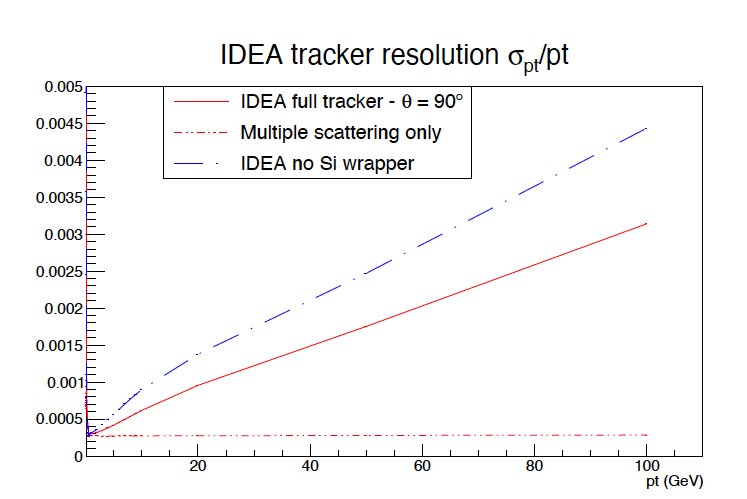 IDEA tracker resolution σpt/pt
0.005
IDEA full tracker - θ = 90°
0.0045
Multiple scattering only
0.004
IDEA no Si wrapper
0.0035
0.003
0.0025
0.002
0.0015
0.001
0.0005
0
20 40 60 80 100
pt (GeV)